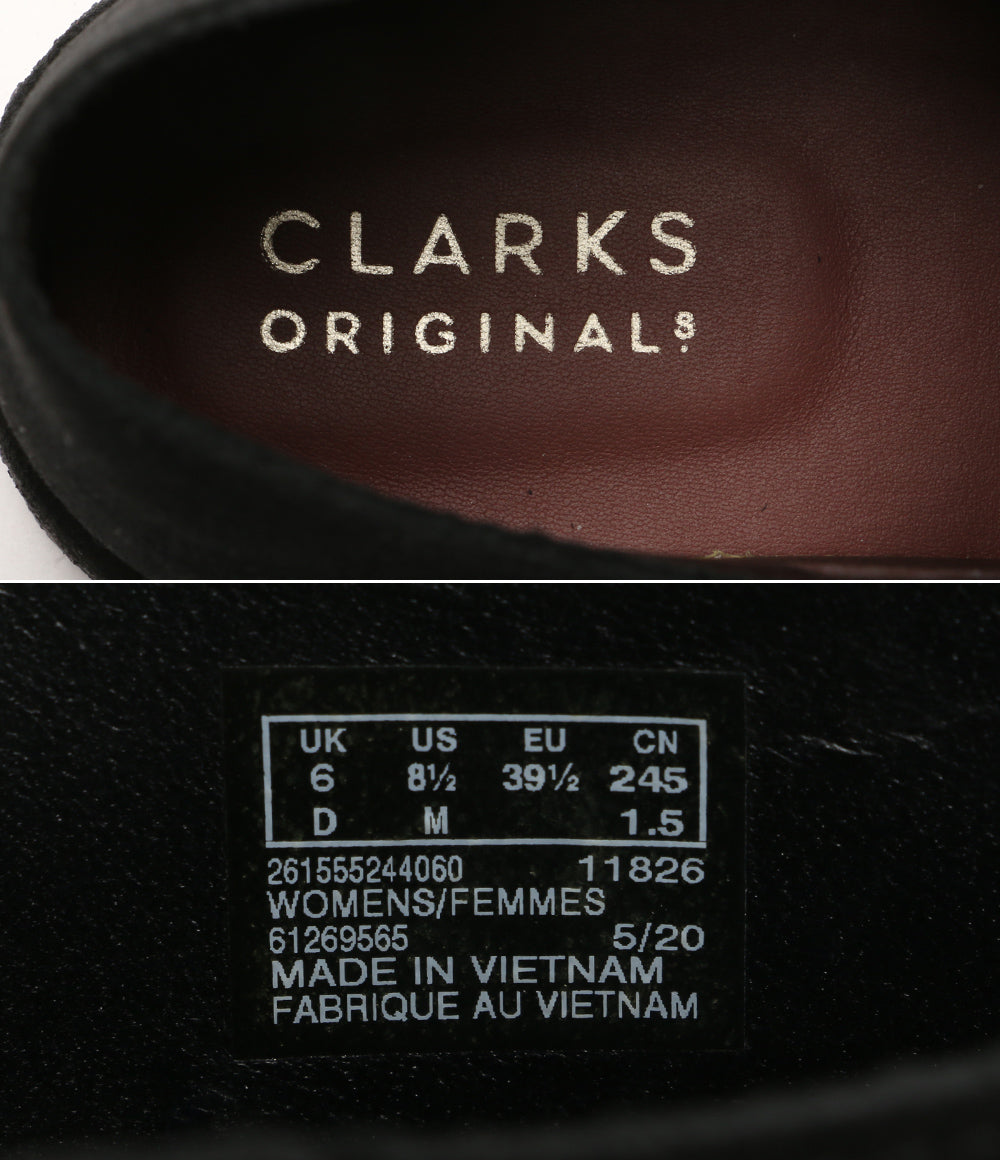 CLARKS
ORIGINALS.
UK US EU CN
6 8½ 39½ 245
D M 1.5
261555244060 11826
WOMENS/FEMMES
61269565 5/20
MADE IN VIETNAM
FABRIQUE AU VIETNAM